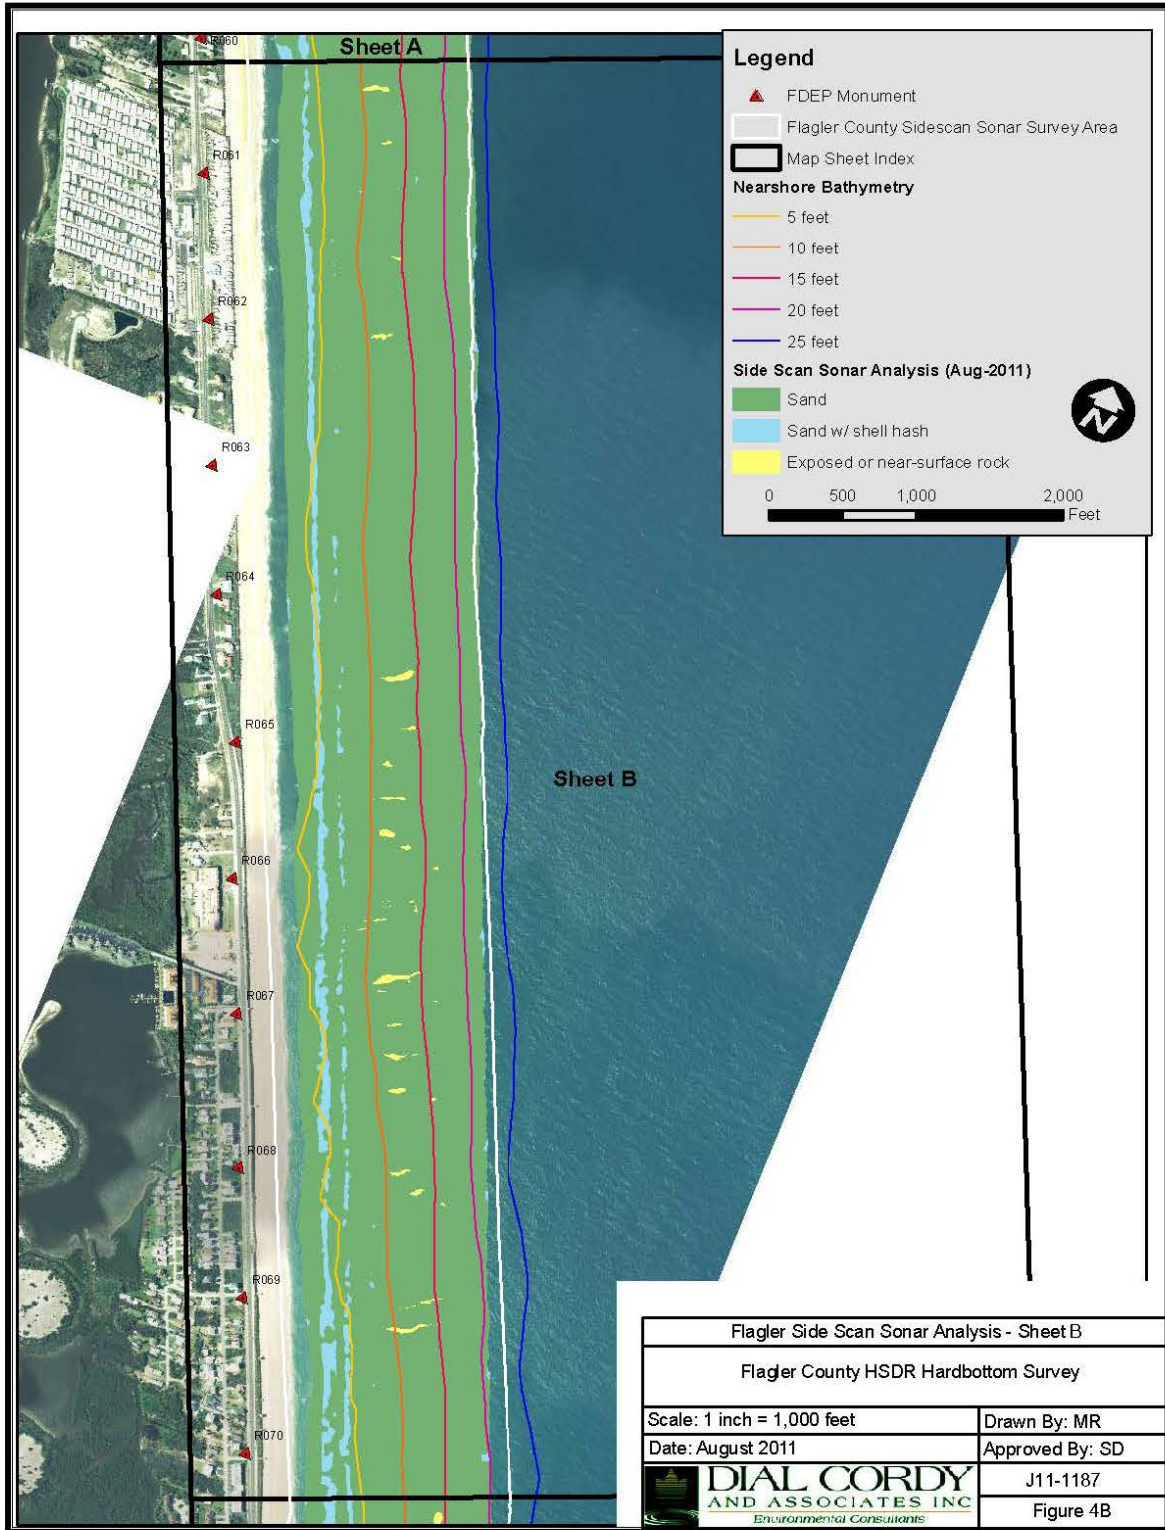 Sheet A
R060
R061
R062
R063
R064
R065
R066
R067
R068
R069
R070
Sheet B
Legend
FDEP Monument
Flagler County Sidescan Sonar Survey Area
Map Sheet Index
Nearshore Bathymetry
5 feet
10 feet
15 feet
20 feet
25 feet
Side Scan Sonar Analysis (Aug-2011)
Sand
Sand w/ shell hash
Exposed or near-surface rock
N
0 500 1,000 2,000
Feet
Flagler Side Scan Sonar Analysis - Sheet B
Flagler County HSDR Hardbottom Survey
Scale: 1 inch = 1,000 feet
Drawn By: MR
Date: August 2011
Approved By: SD
DIAL CORDY
AND ASSOCIATES INC
Environmental Consultants
J11-1187
Figure 4B